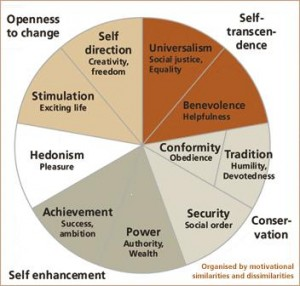 Openness
to change
Self-
transcen-
dence
Self
direction
Creativity,
freedom
Universalism
Social justice,
Equality
Stimulation
Exciting life
Benevolence
Helpfulness
Conformity
Obedience
Tradition
Humility,
Devotedness
Hedonism
Pleasure
Achievement
Success,
ambition
Power
Authority,
Wealth
Security
Social order
Conser-
vation
Self enhancement
Organised by motivational
similarities and dissimilarities